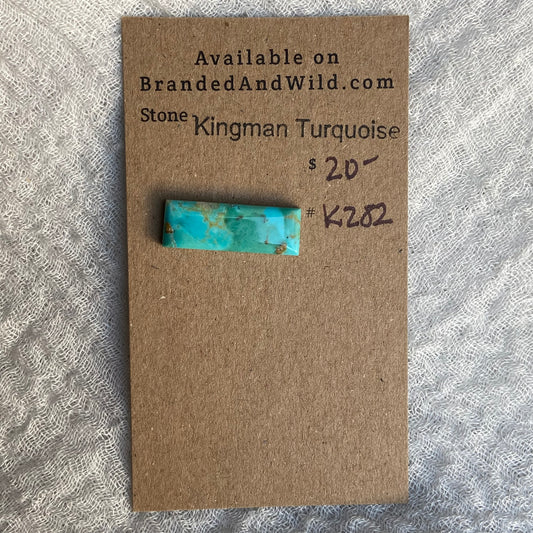 Available on
BrandedAndWild.com
Stone Kingman Turquoise
$ 20-
# K282